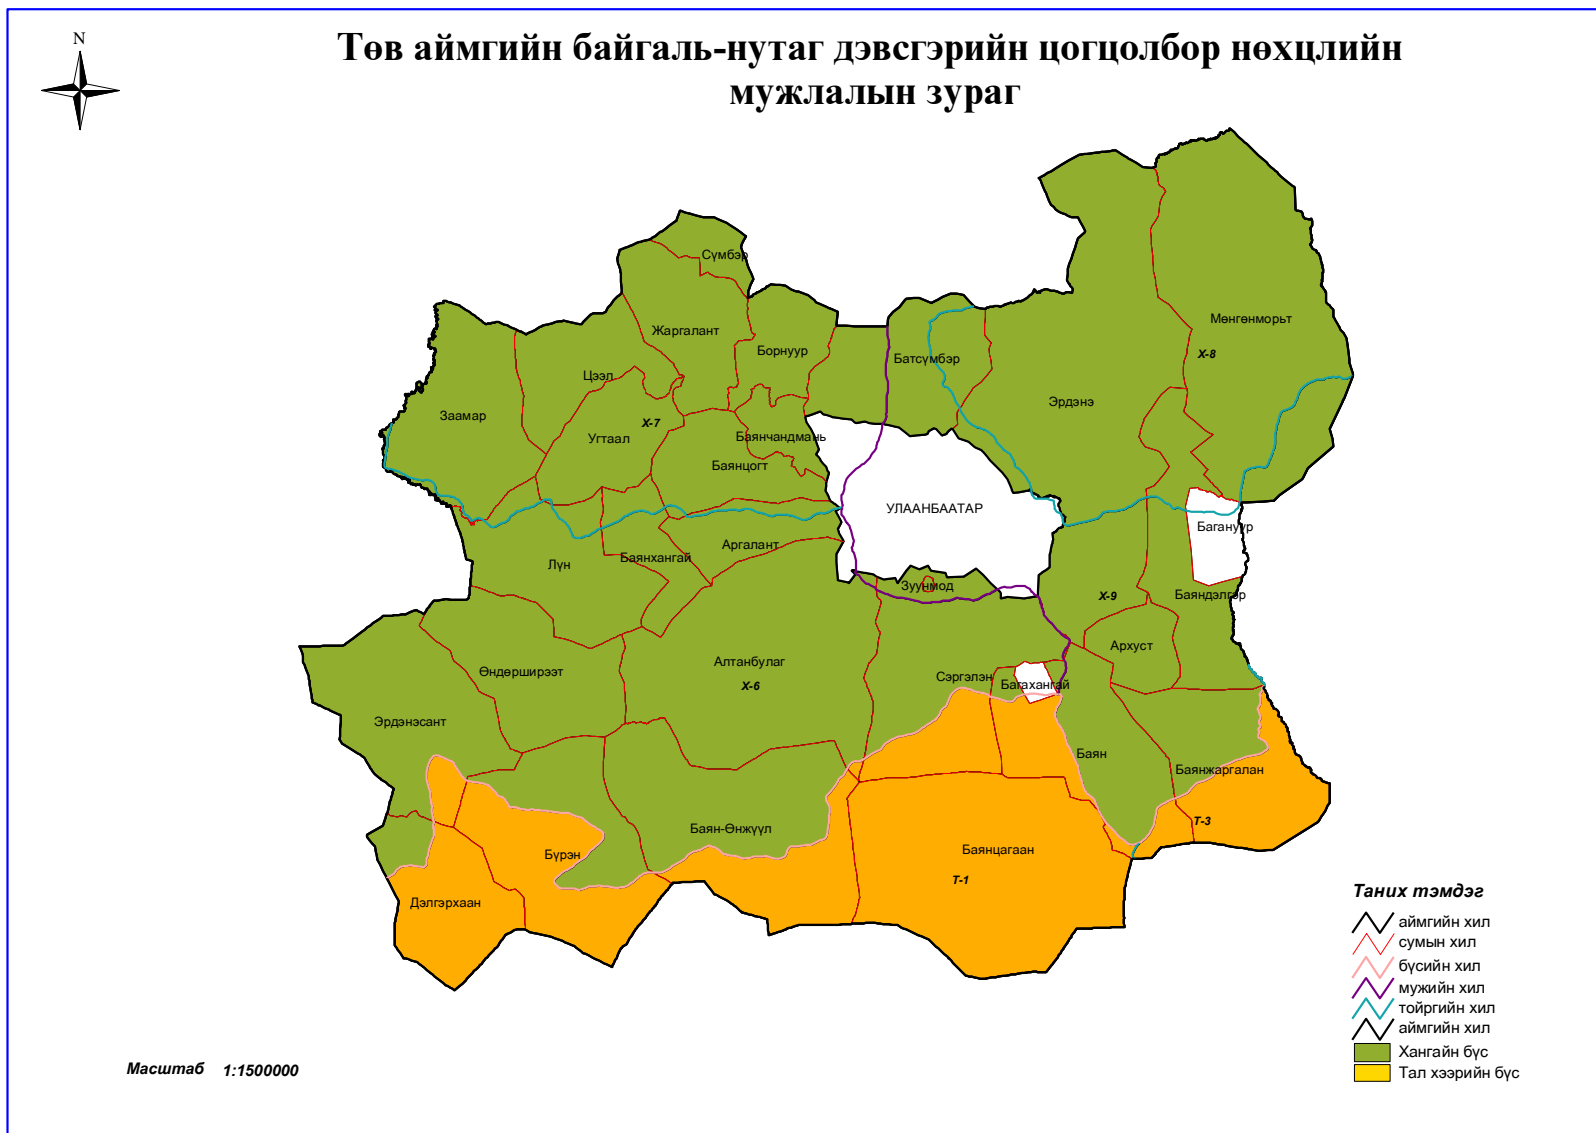 N
Төв аймгийн байгаль-нутаг дэвсгэрийн цогцолбор нөхцлийн
мужлалын зураг
Сүмбэр
Жаргалант
Борнуур
Батсүмбэр
Мөнгөнморьт
Х-8
Цээл
Заамар
Угтаал
Х-7
Баянчандмань
Баянцогт
Эрдэнэ
УЛААНБААТАР
Багануур
Лүн
Баянхангай
Аргалант
Зуунмод
Х-9
Баяндэлгэр
Архуст
Өндөрширээт
Алтанбулаг
Х-6
Сэргэлэн
Багахангай
Эрдэнэсант
Баян
Баянжаргалан
Баян-Өнжүүл
Т-3
Бүрэн
Баянцагаан
Т-1
Дэлгэрхаан
Таних тэмдэг
аймгийн хил
сумын хил
бүсийн хил
мужийн хил
тойргийн хил
аймгийн хил
Хангайн бүс
Тал хээрийн бүс
Масштаб 1:1500000